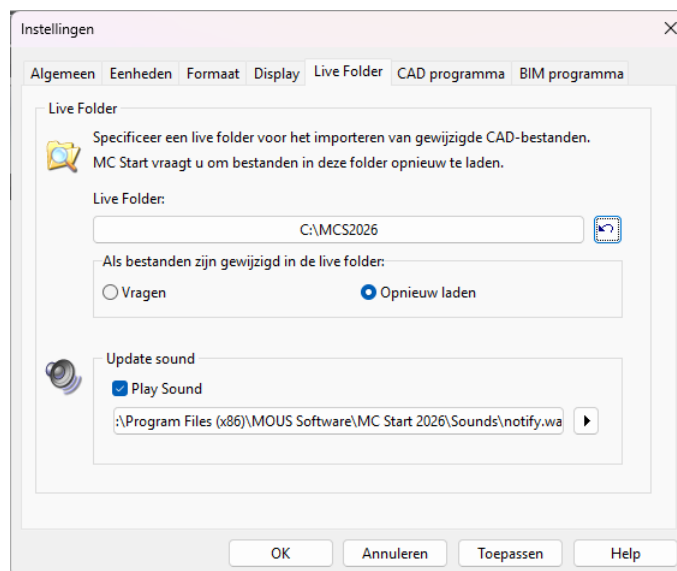 Instellingen
Algemeen Eenheden Formaat Display Live Folder CAD programma BIM programma
Live Folder
Specificeer een live folder voor het importeren van gewijzigde CAD-bestanden.
MC Start vraagt u om bestanden in deze folder opnieuw te laden.
Live Folder:
C:\MCS2026
Als bestanden zijn gewijzigd in de live folder:
Vragen Opnieuw laden
Update sound
Play Sound
:\Program Files (x86)\MOUS Software\MC Start 2026\Sounds\notify.wa
OK Annuleren Toepassen Help